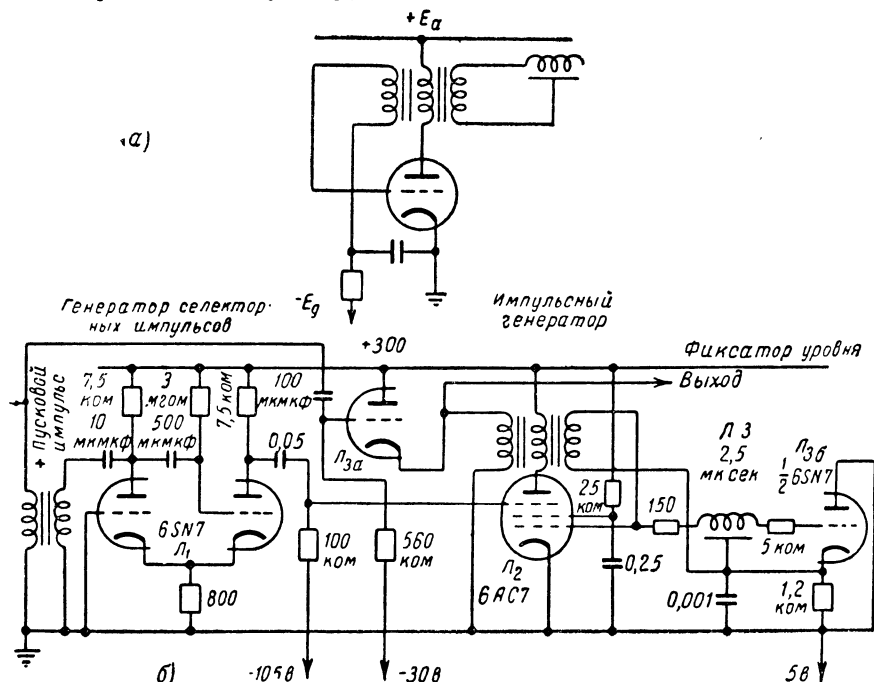 +Eа
а)
-Eg
Генератор селектор-
ных импульсов
Импульсный
генератор
+300
Фиксатор уровня
Выход
+ Пусковой
импульс
7,5
ком
3
мгом
7,5 ком
100
мкмкф
10
мкмкф
500
мкмкф
0,05
Л3а
ЛЗ
2,5
мк сек
Л3б
1/2 6SN7
6SN7
Л1
25
ком
150
5 ком
100
ком
560
ком
Л2
6AC7
0,25
0,001
1,2
ком
800
б)
-105в
-30в
5в